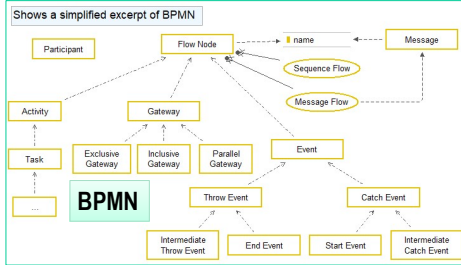 Shows a simplified excerpt of BPMN
Participant
Flow Node
name
Message
Sequence Flow
Message Flow
Activity
Gateway
Task
Exclusive
Gateway
Inclusive
Gateway
Parallel
Gateway
Event
...
BPMN
Throw Event
Catch Event
Intermediate
Throw Event
End Event
Start Event
Intermediate
Catch Event